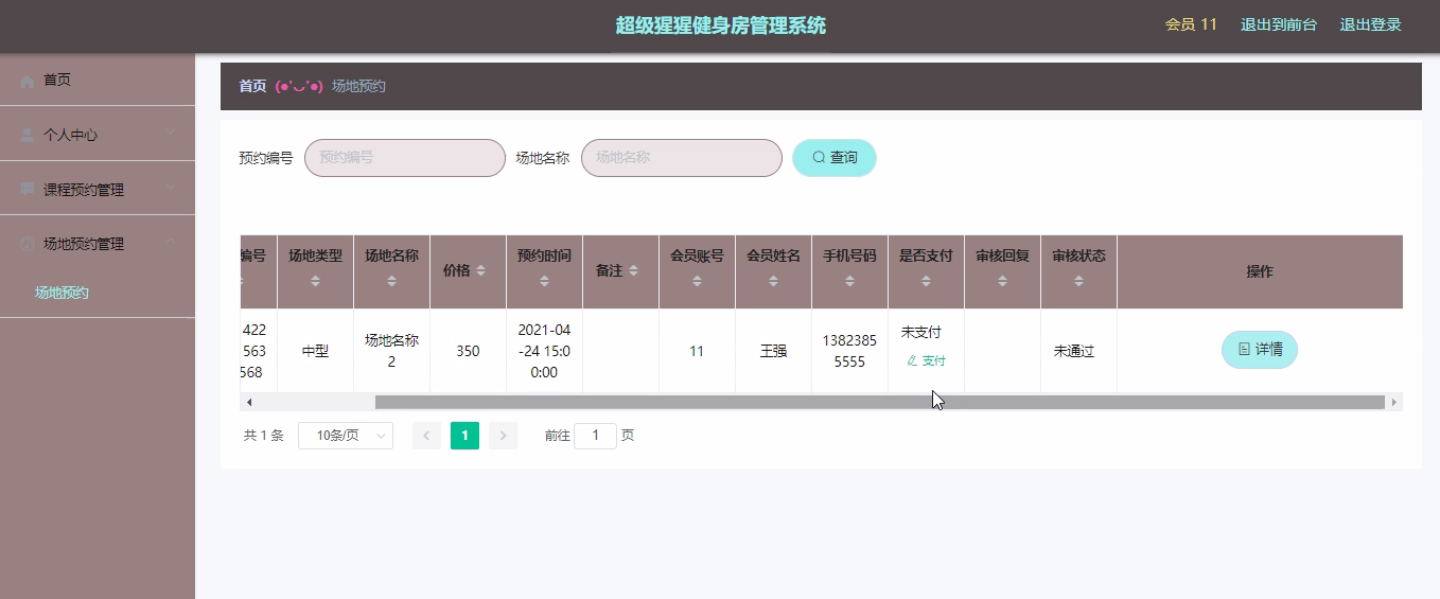 超级猩猩健身房管理系统
会员 11
退出到前台
退出登录
首页
个人中心
课程预约管理
场地预约管理
场地预约
首页 (●'◡'●) 场地预约
预约编号 预约编号 场地名称 场地名称 查询
编号 场地类型 场地名称 价格 预约时间 备注 会员账号 会员姓名 手机号码 是否支付 审核回复 审核状态 操作
422
563
568
中型
场地名称
2
350
2021-04
-24 15:0
0:00
11
王强
1382385
5555
未支付
支付
未通过
详情
共 1 条 10条/页 1 前往 1 页